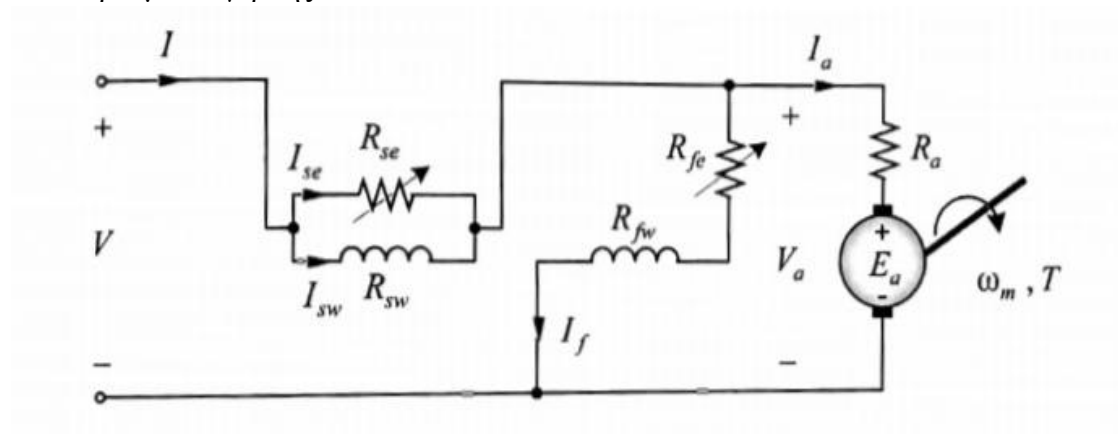 I
I_a
+
+
R_se
I_se
R_fe
R_a
R_fw
V
V_a
+
E_a
-
ω_m , T
I_sw
R_sw
I_f
–
–